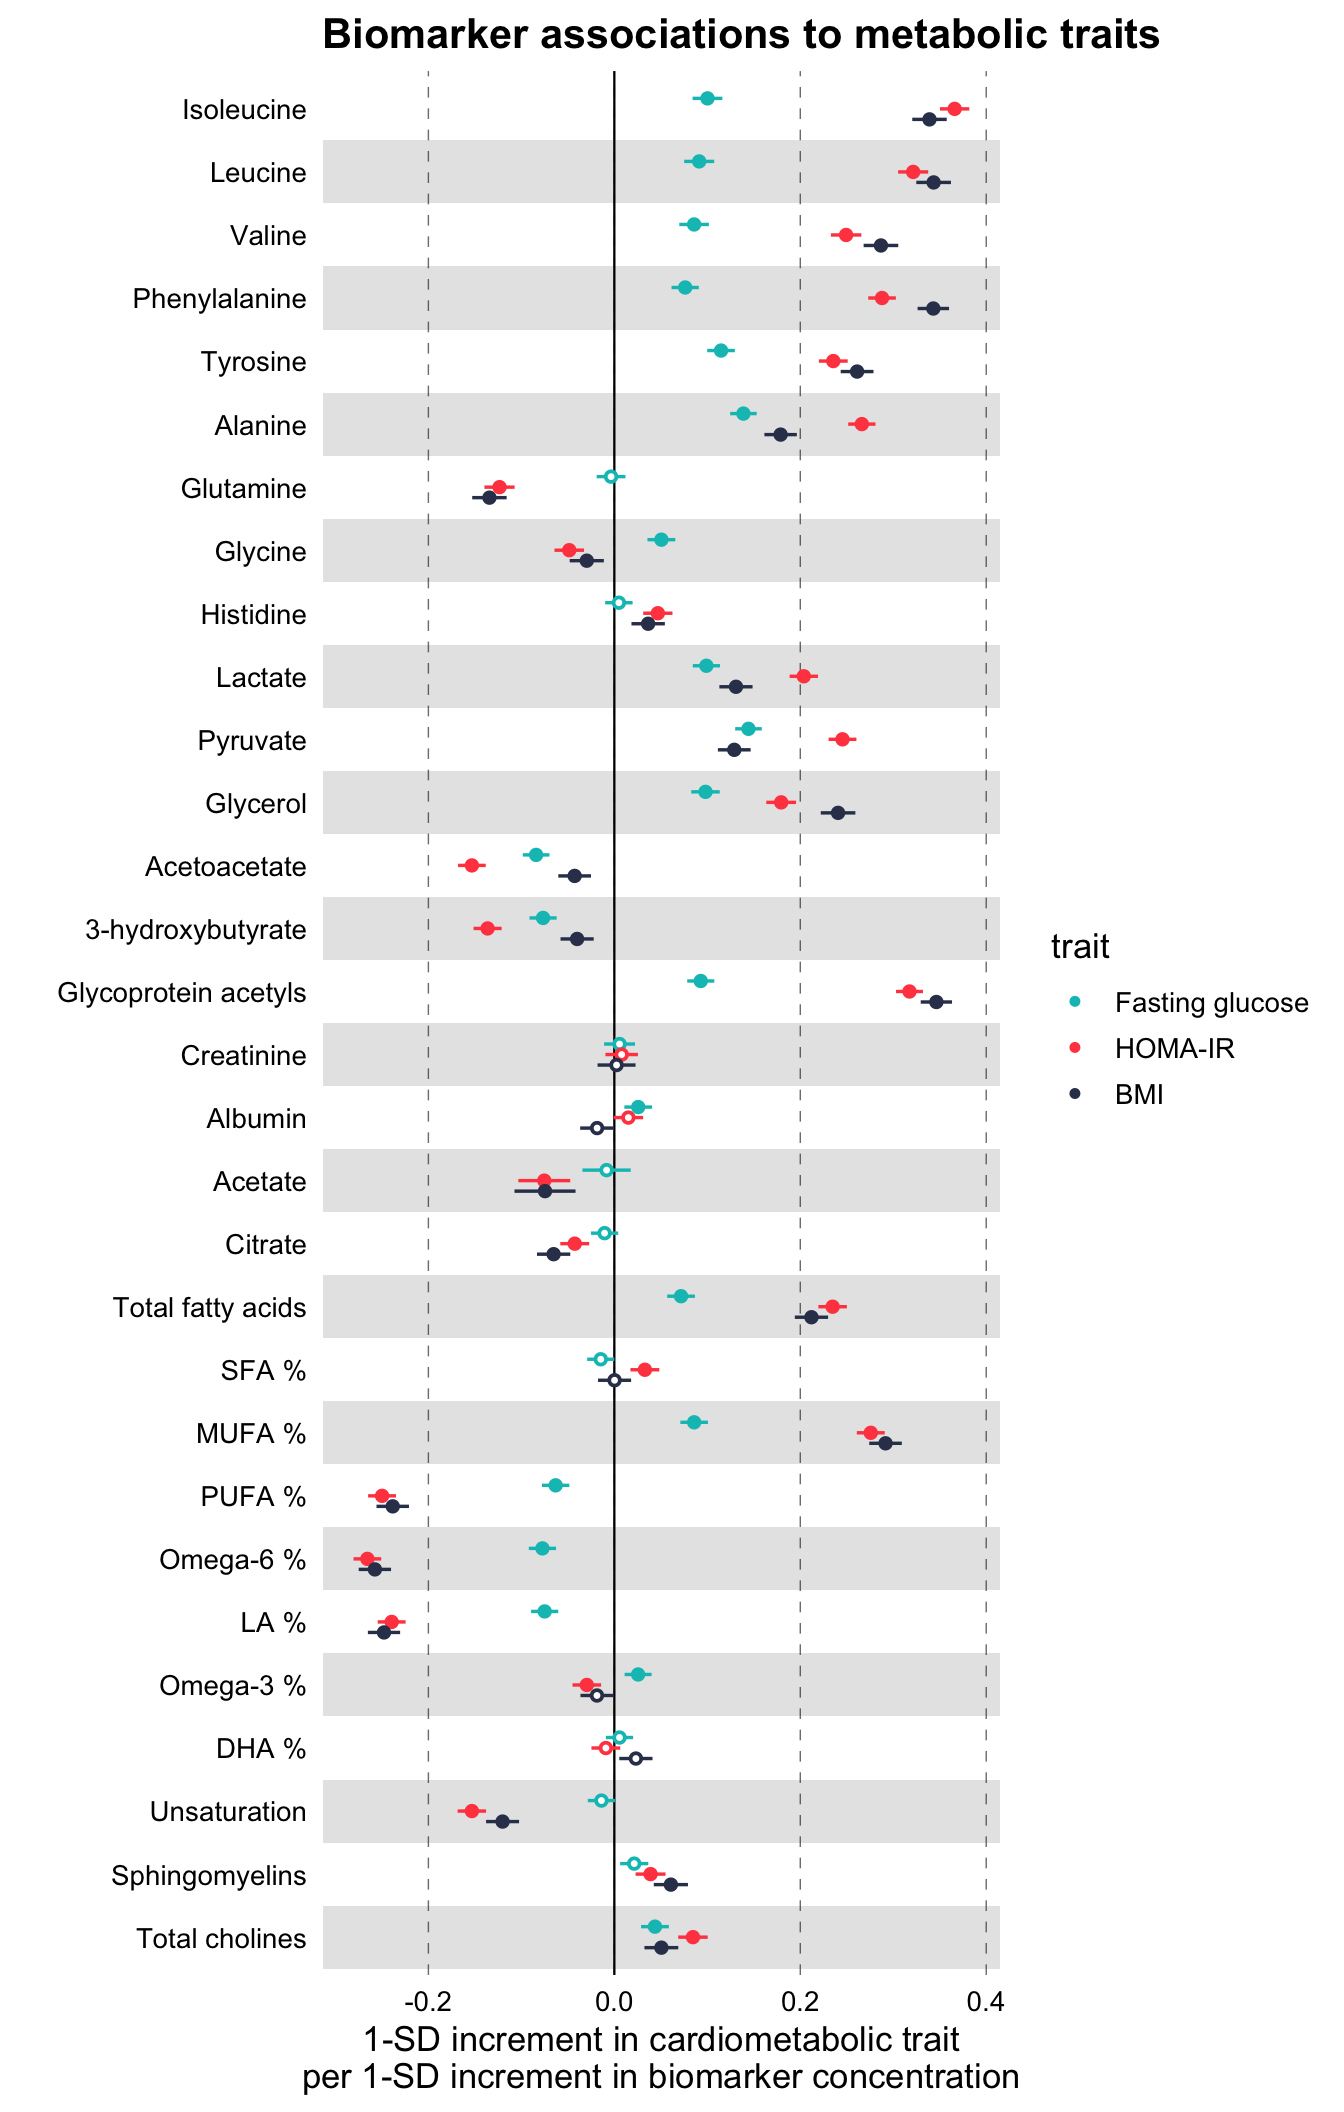 Biomarker associations to metabolic traits
Isoleucine
Leucine
Valine
Phenylalanine
Tyrosine
Alanine
Glutamine
Glycine
Histidine
Lactate
Pyruvate
Glycerol
Acetoacetate
3-hydroxybutyrate
Glycoprotein acetyls
Creatinine
Albumin
Acetate
Citrate
Total fatty acids
SFA %
MUFA %
PUFA %
Omega-6 %
LA %
Omega-3 %
DHA %
Unsaturation
Sphingomyelins
Total cholines
-0.2 0.0 0.2 0.4
1-SD increment in cardiometabolic trait
per 1-SD increment in biomarker concentration
trait
Fasting glucose
HOMA-IR
BMI